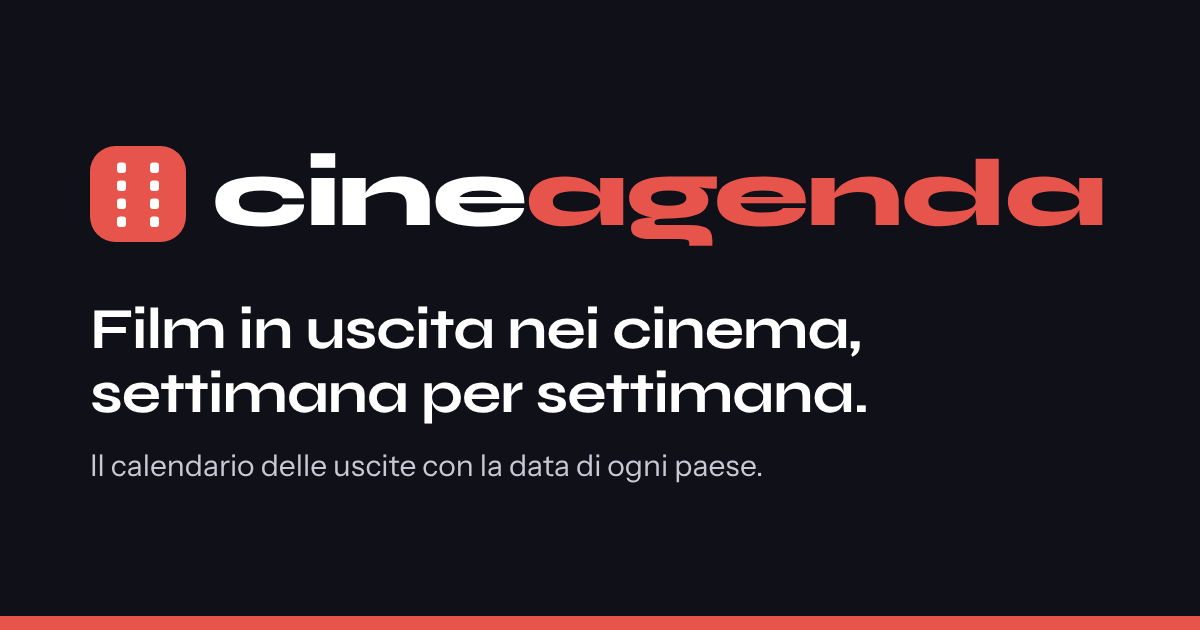 cineagenda
Film in uscita nei cinema,
settimana per settimana.
Il calendario delle uscite con la data di ogni paese.